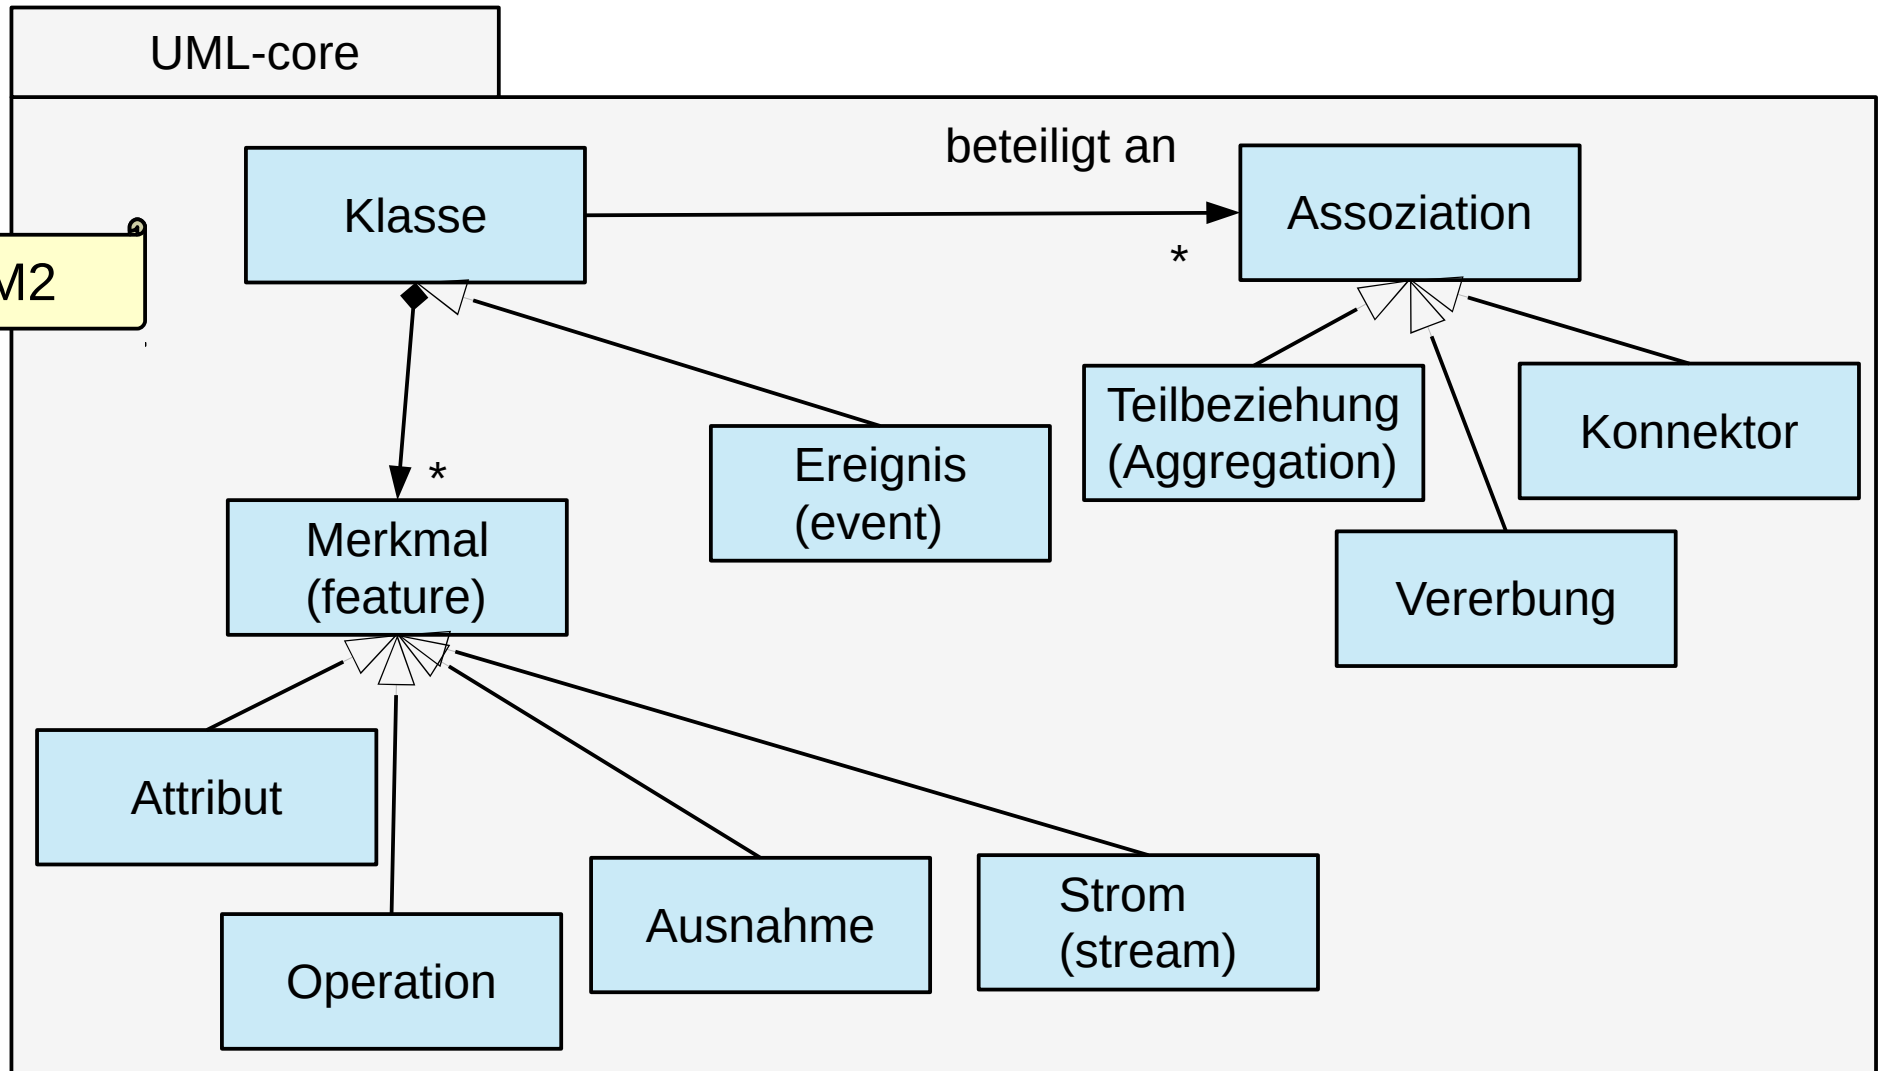 UML-core
beteiligt an
Klasse
Assoziation
*
M2
Teilbeziehung
(Aggregation)
Konnektor
*
Ereignis
(event)
Merkmal
(feature)
Vererbung
Attribut
Operation
Ausnahme
Strom
(stream)